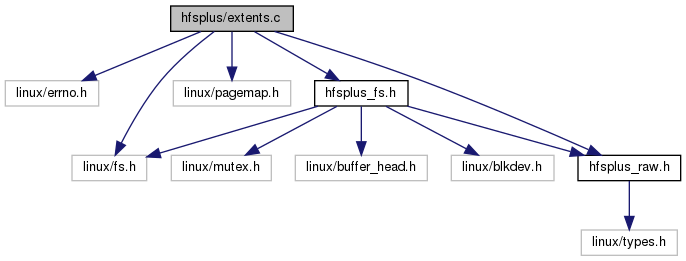 hfsplus/extents.c
linux/errno.h
linux/pagemap.h
hfsplus_fs.h
linux/fs.h
linux/mutex.h
linux/buffer_head.h
linux/blkdev.h
hfsplus_raw.h
linux/types.h